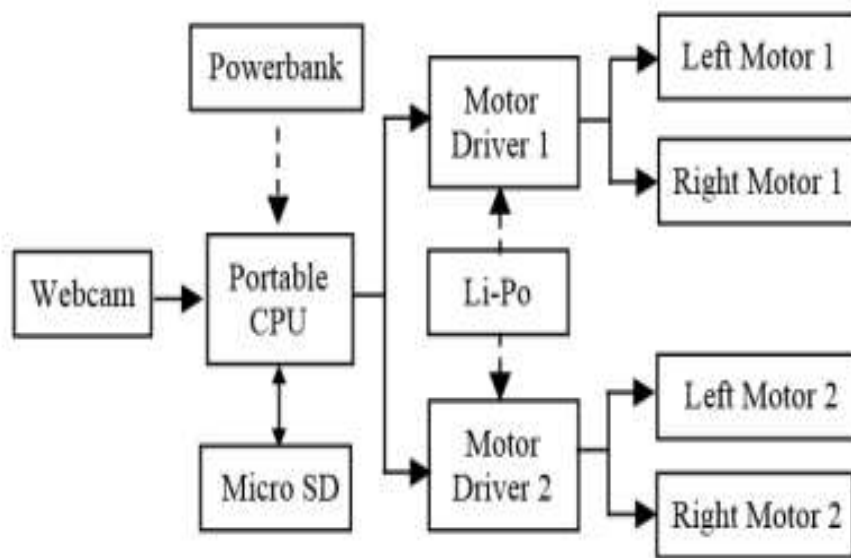 Powerbank
Motor
Driver 1
Left Motor 1
Right Motor 1
Webcam
Portable
CPU
Li-Po
Micro SD
Motor
Driver 2
Left Motor 2
Right Motor 2